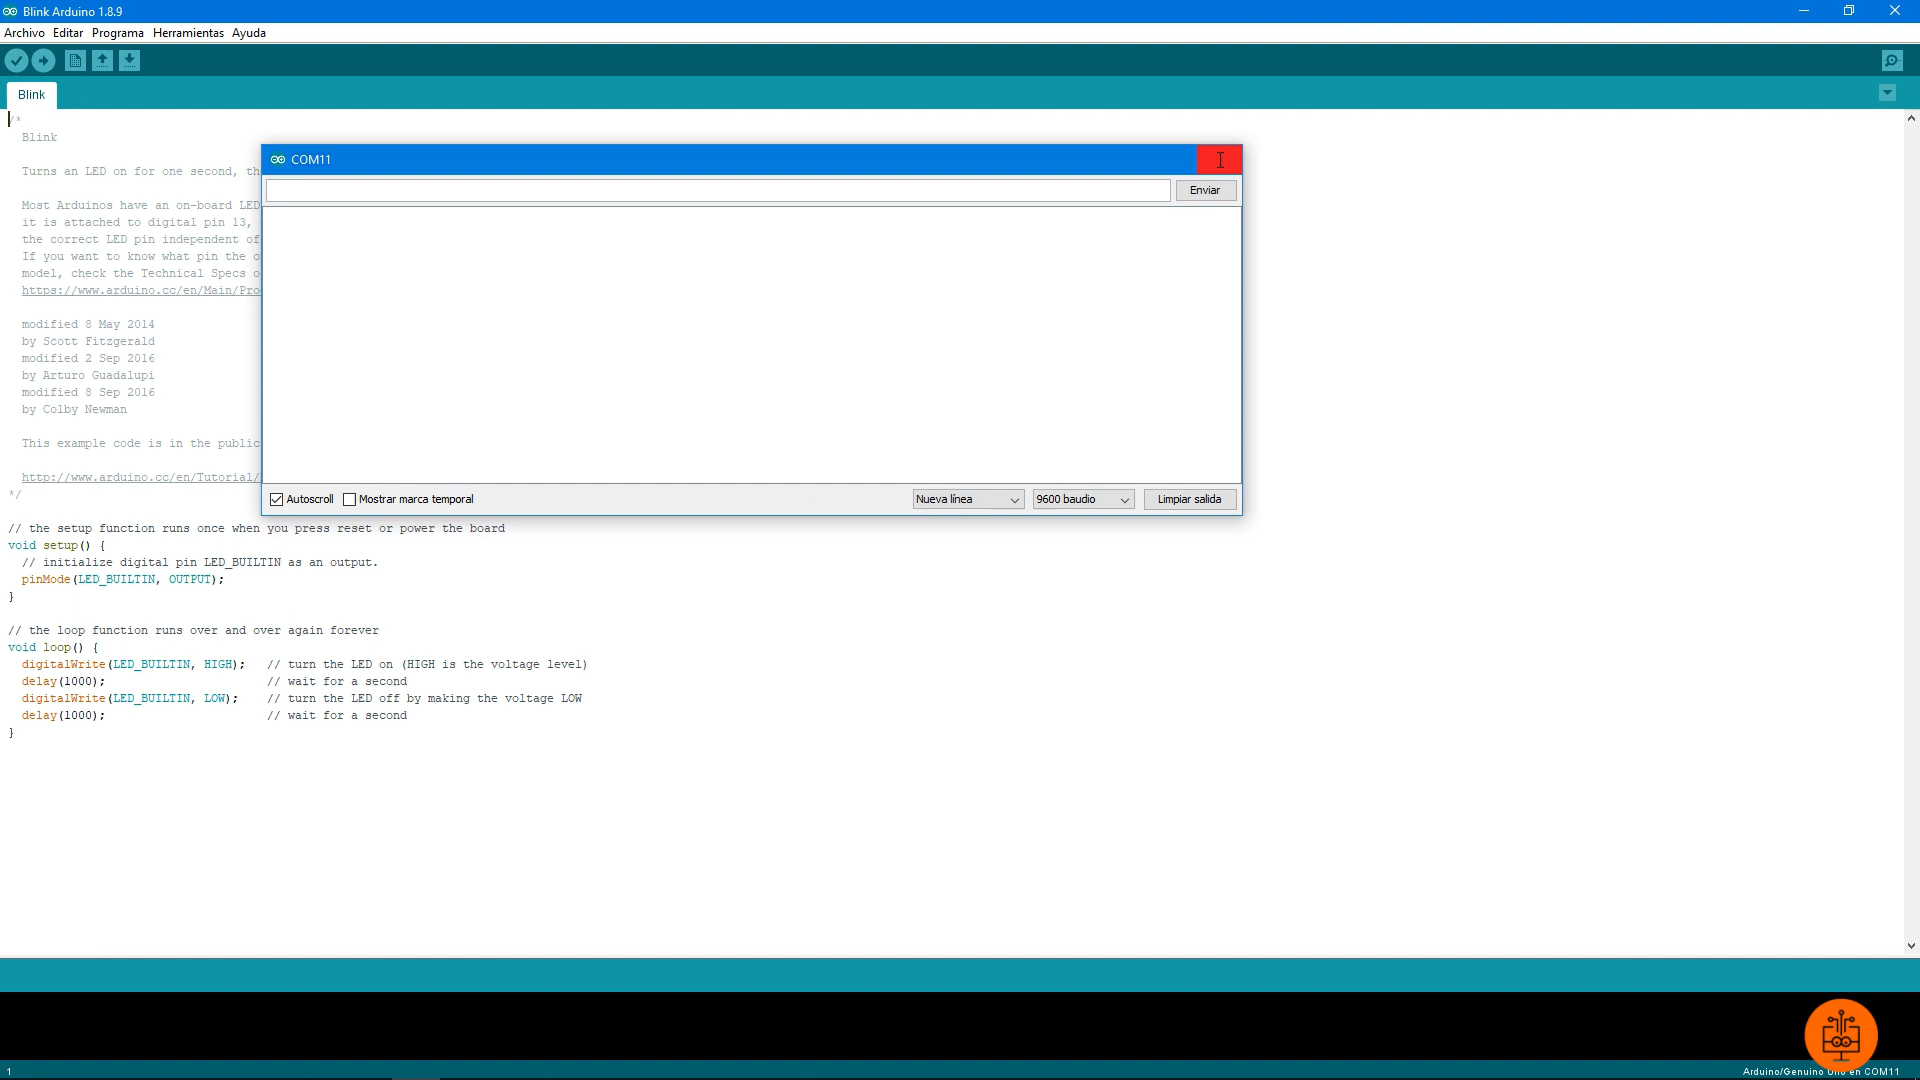 Blink Arduino 1.8.9
Archivo Editar Programa Herramientas Ayuda
Blink
/*
Blink
Turns an LED on for one second, th
Most Arduinos have an on-board LED
it is attached to digital pin 13,
the correct LED pin independent of
If you want to know what pin the o
model, check the Technical Specs o
https://www.arduino.cc/en/Main/Pro
modified 8 May 2014
by Scott Fitzgerald
modified 2 Sep 2016
by Arturo Guadalupi
modified 8 Sep 2016
by Colby Newman
This example code is in the public
http://www.arduino.cc/en/Tutorial/
*/
COM11
Enviar
Autoscroll Mostrar marca temporal Nueva línea 9600 baudio Limpiar salida
// the setup function runs once when you press reset or power the board
void setup() {
// initialize digital pin LED_BUILTIN as an output.
pinMode(LED_BUILTIN, OUTPUT);
}
// the loop function runs over and over again forever
void loop() {
digitalWrite(LED_BUILTIN, HIGH); // turn the LED on (HIGH is the voltage level)
delay(1000); // wait for a second
digitalWrite(LED_BUILTIN, LOW); // turn the LED off by making the voltage LOW
delay(1000); // wait for a second
}
1 Arduino/Genuino Uno en COM11